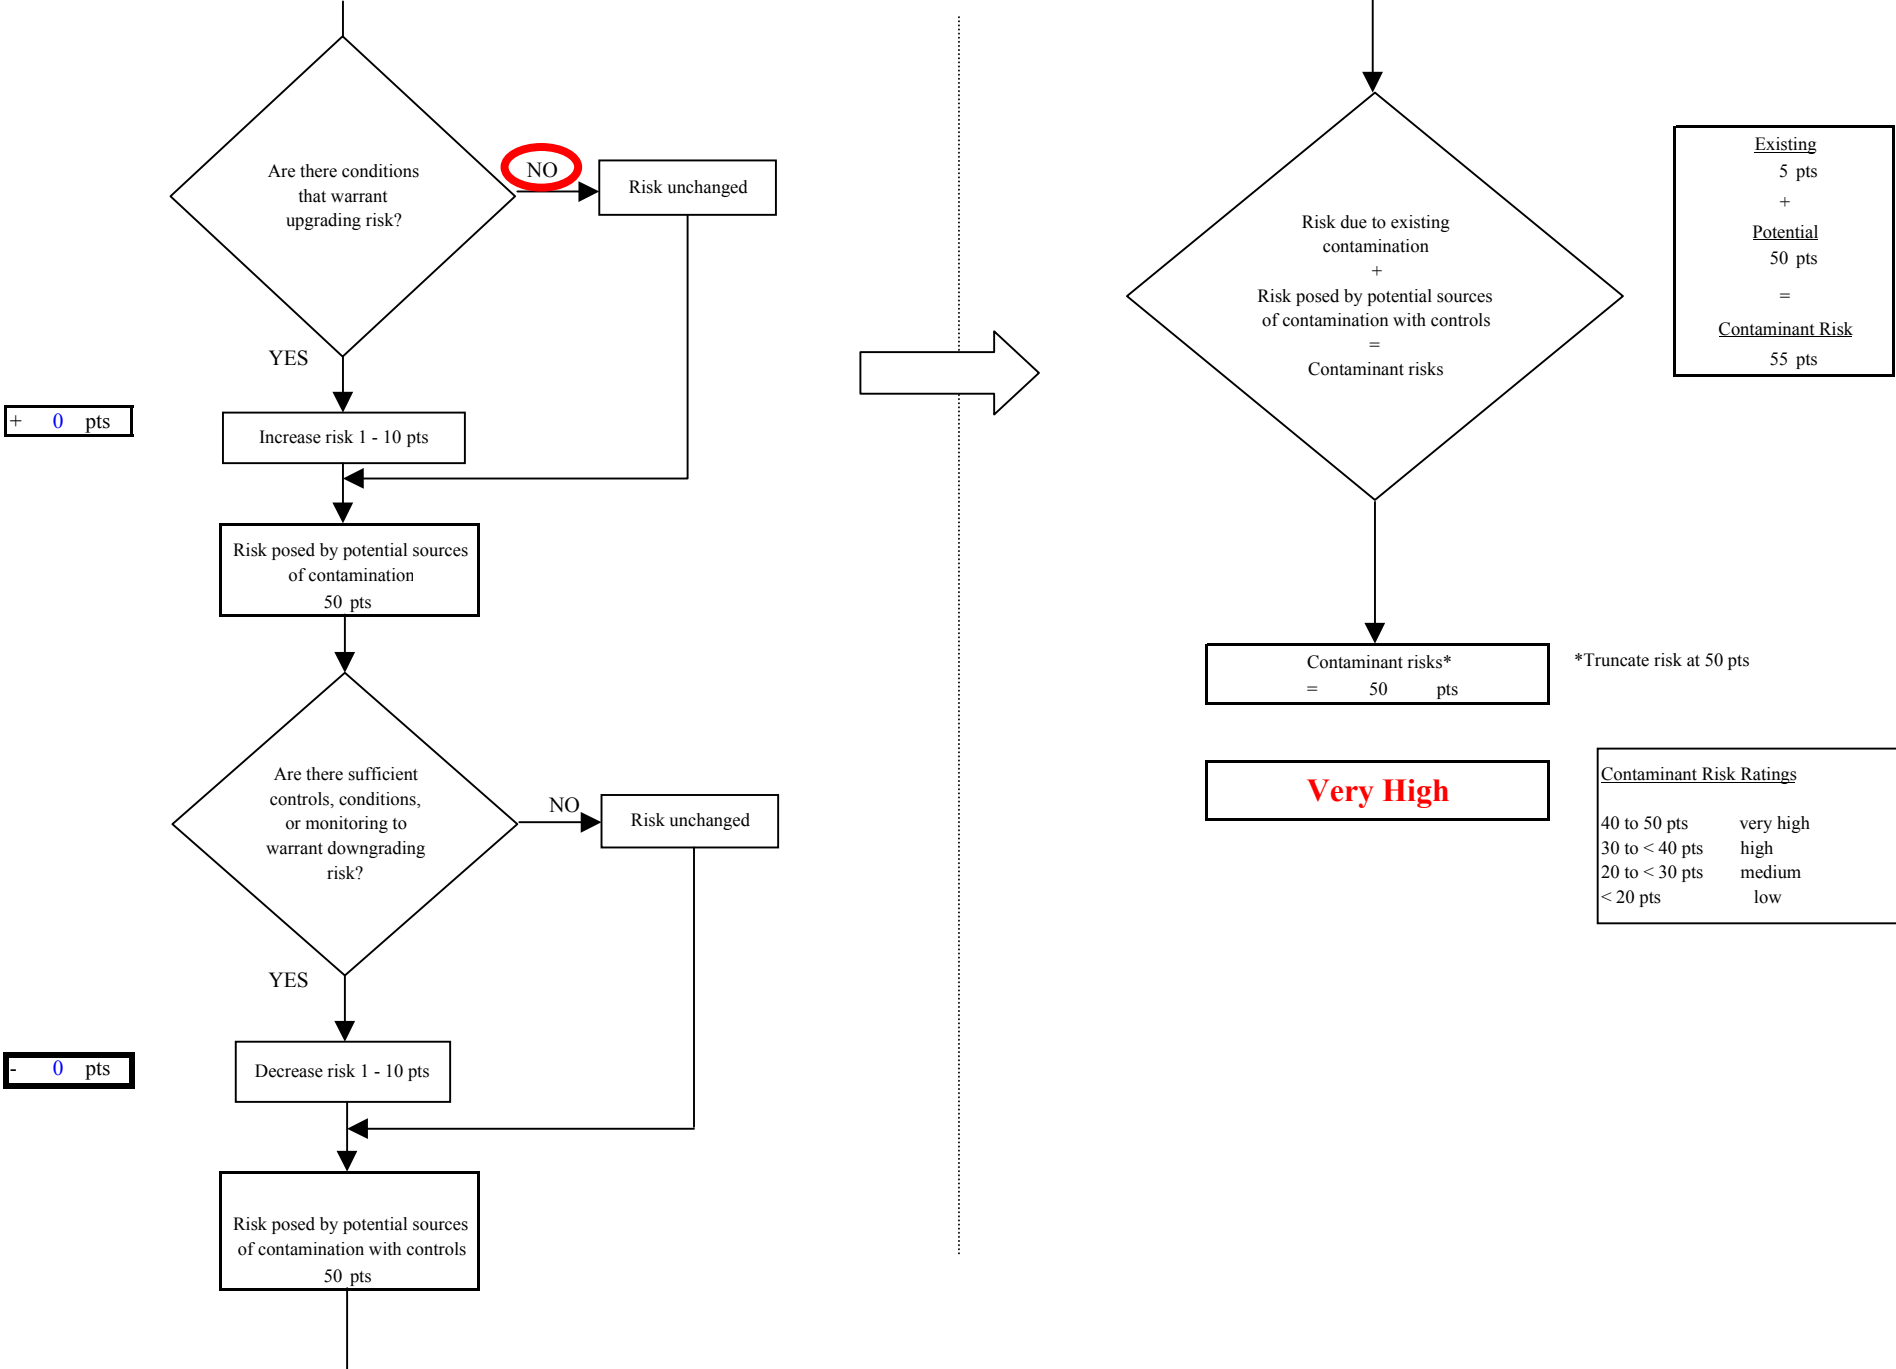 Are there conditions
that warrant
upgrading risk?
NO
Risk unchanged
YES
+ 0 pts
Increase risk 1 - 10 pts
Risk posed by potential sources
of contamination
50 pts
Are there sufficient
controls, conditions,
or monitoring to
warrant downgrading
risk?
NO
Risk unchanged
YES
- 0 pts
Decrease risk 1 - 10 pts
Risk posed by potential sources
of contamination with controls
50 pts
Risk due to existing
contamination
+
Risk posed by potential sources
of contamination with controls
=
Contaminant risks
Existing
5 pts
+
Potential
50 pts
=
Contaminant Risk
55 pts
Contaminant risks*
= 50 pts
*Truncate risk at 50 pts
Very High
Contaminant Risk Ratings
40 to 50 pts very high
30 to < 40 pts high
20 to < 30 pts medium
< 20 pts low